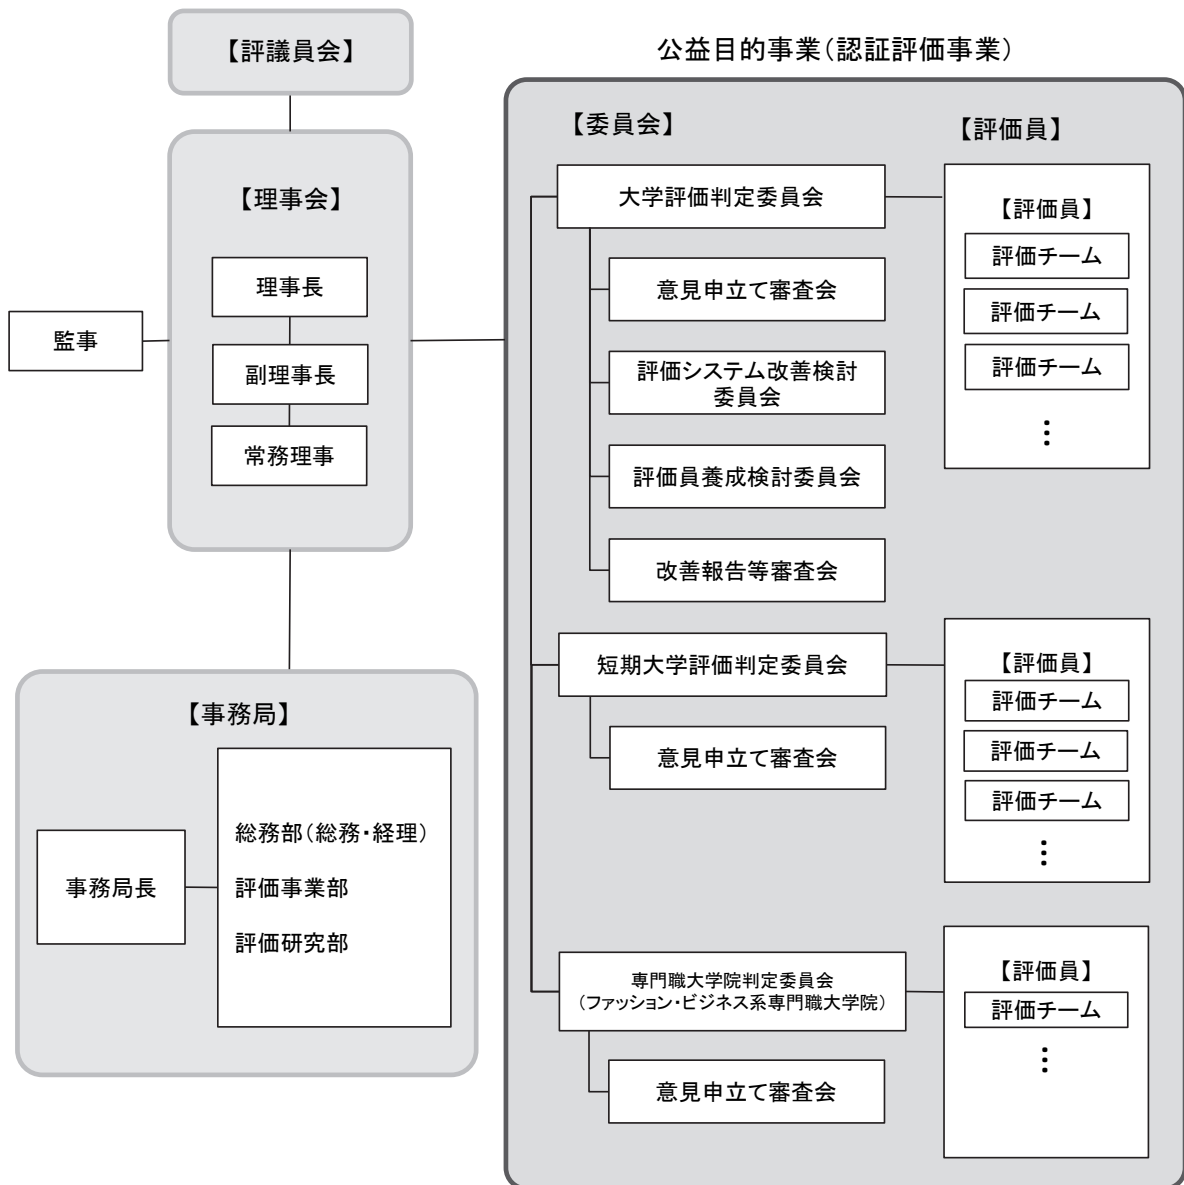 【評議員会】
公益目的事業(認証評価事業)
【理事会】
理事長
副理事長
常務理事
監事
【事務局】
事務局長
総務部(総務・経理)
評価事業部
評価研究部
【委員会】
【評価員】
大学評価判定委員会
意見申立て審査会
評価システム改善検討
委員会
評価員養成検討委員会
改善報告等審査会
【評価員】
評価チーム
評価チーム
評価チーム
⋮
短期大学評価判定委員会
意見申立て審査会
【評価員】
評価チーム
評価チーム
評価チーム
⋮
専門職大学院判定委員会
(ファッション・ビジネス系専門職大学院)
意見申立て審査会
【評価員】
評価チーム
⋮